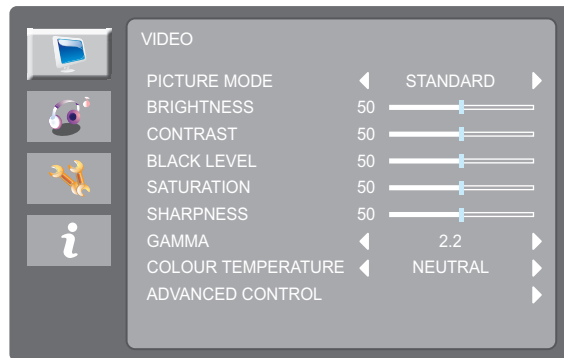 VIDEO
PICTURE MODE STANDARD
BRIGHTNESS 50
CONTRAST 50
BLACK LEVEL 50
SATURATION 50
SHARPNESS 50
GAMMA 2.2
COLOUR TEMPERATURE NEUTRAL
ADVANCED CONTROL